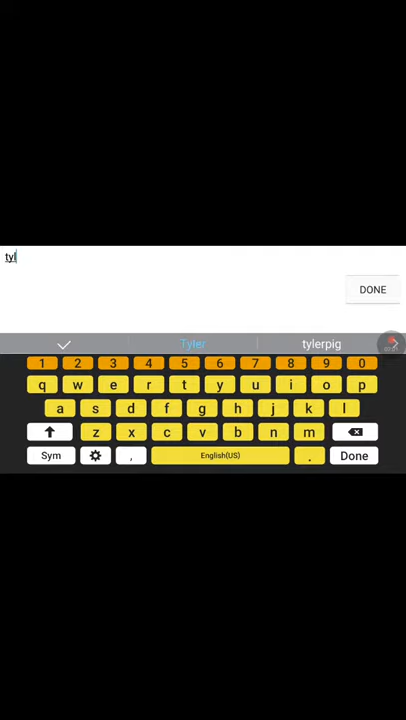 tyl
DONE
Tyler tylerpig
1 2 3 4 5 6 7 8 9 0
q w e r t y u i o p
a s d f g h j k l
z x c v b n m
Sym , English(US) . Done